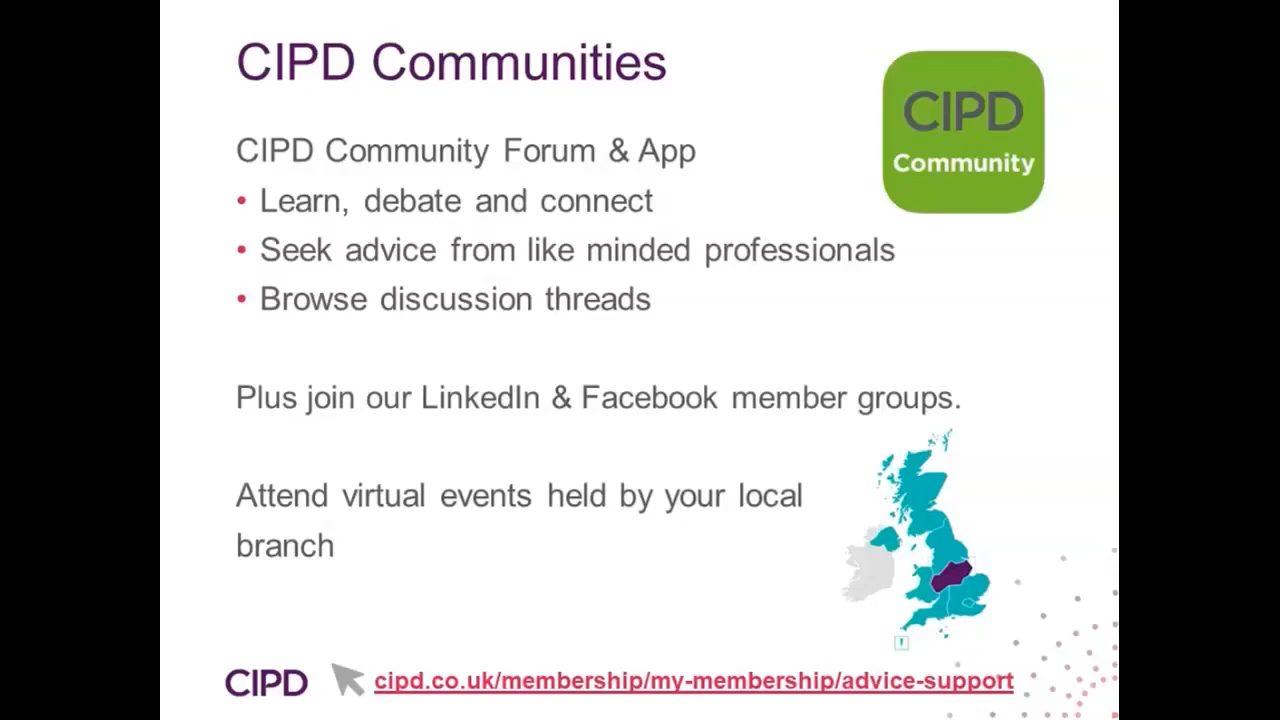 CIPD Communities
CIPD
Community
CIPD Community Forum & App
• Learn, debate and connect
• Seek advice from like minded professionals
• Browse discussion threads
Plus join our LinkedIn & Facebook member groups.
Attend virtual events held by your local
branch
CIPD
cipd.co.uk/membership/my-membership/advice-support